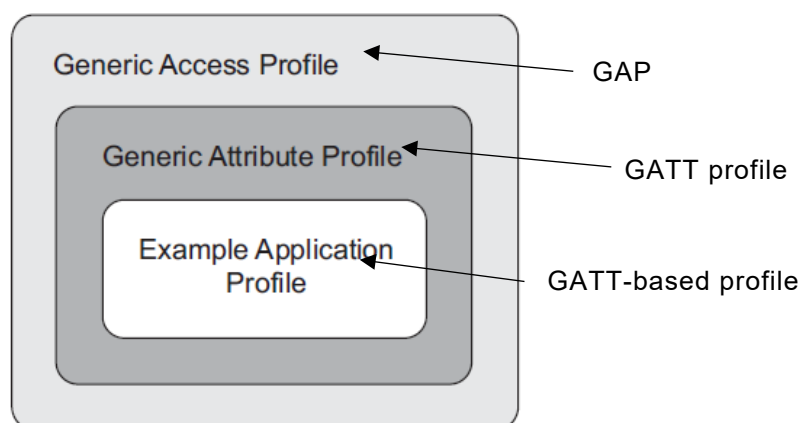 Generic Access Profile
GAP
Generic Attribute Profile
GATT profile
Example Application
Profile
GATT-based profile